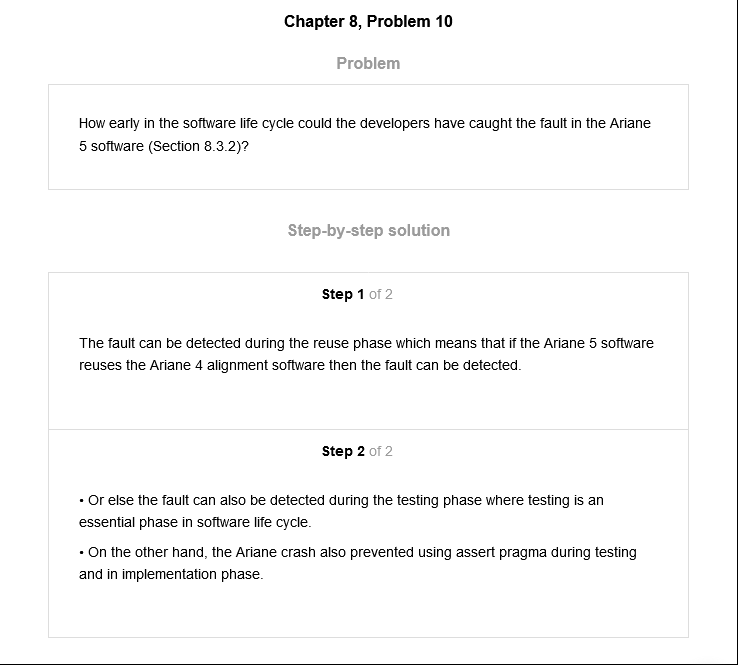 Chapter 8, Problem 10
Problem
How early in the software life cycle could the developers have caught the fault in the Ariane
5 software (Section 8.3.2)?
Step-by-step solution
Step 1 of 2
The fault can be detected during the reuse phase which means that if the Ariane 5 software
reuses the Ariane 4 alignment software then the fault can be detected.
Step 2 of 2
• Or else the fault can also be detected during the testing phase where testing is an
essential phase in software life cycle.
• On the other hand, the Ariane crash also prevented using assert pragma during testing
and in implementation phase.